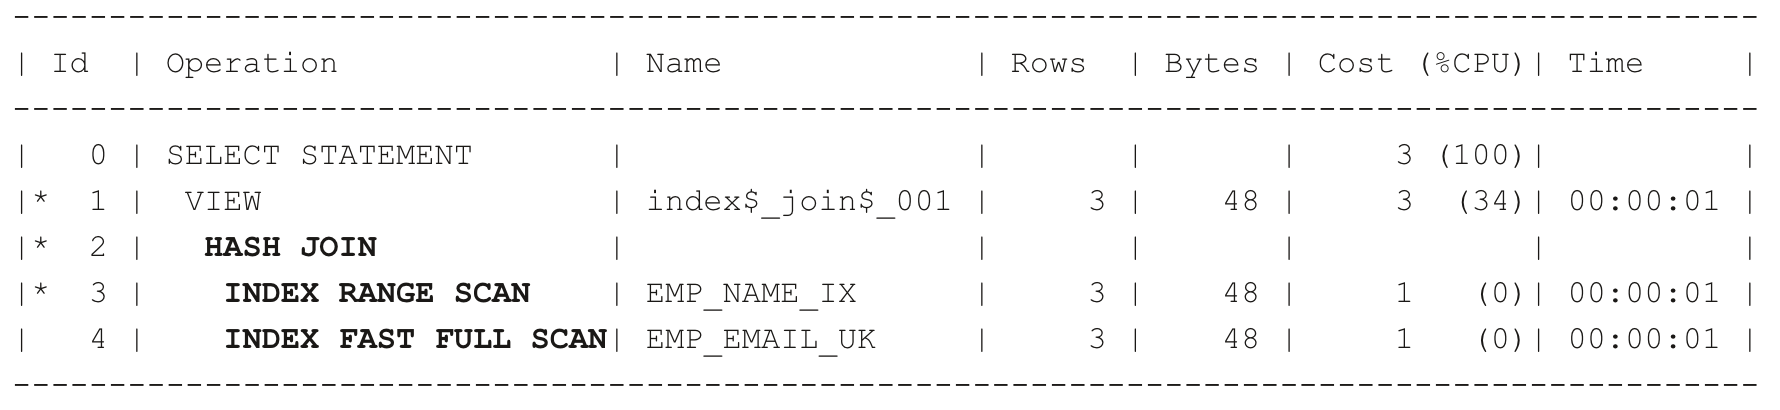 -------------------------------------------------------------------------------------------
| Id  | Operation              | Name               | Rows  | Bytes | Cost (%CPU)| Time     |
-------------------------------------------------------------------------------------------
|   0 | SELECT STATEMENT       |                    |       |       |     3 (100)|          |
|*  1 |  VIEW                  | index$_join$_001   |     3 |    48 |     3  (34)| 00:00:01 |
|*  2 |   HASH JOIN            |                    |       |       |            |          |
|*  3 |    INDEX RANGE SCAN    | EMP_NAME_IX        |     3 |    48 |     1   (0)| 00:00:01 |
|   4 |    INDEX FAST FULL SCAN| EMP_EMAIL_UK       |     3 |    48 |     1   (0)| 00:00:01 |
-------------------------------------------------------------------------------------------